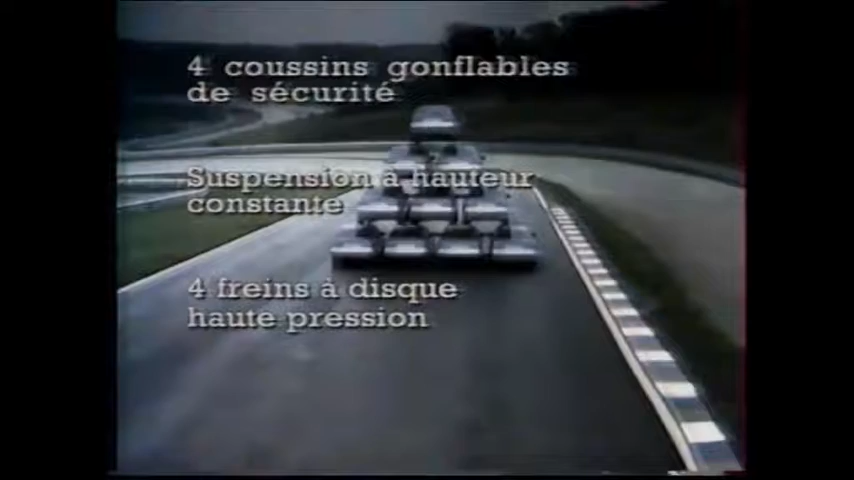 4 coussins gonflables
de sécurité
Suspension à hauteur
constante
4 freins à disque
haute pression